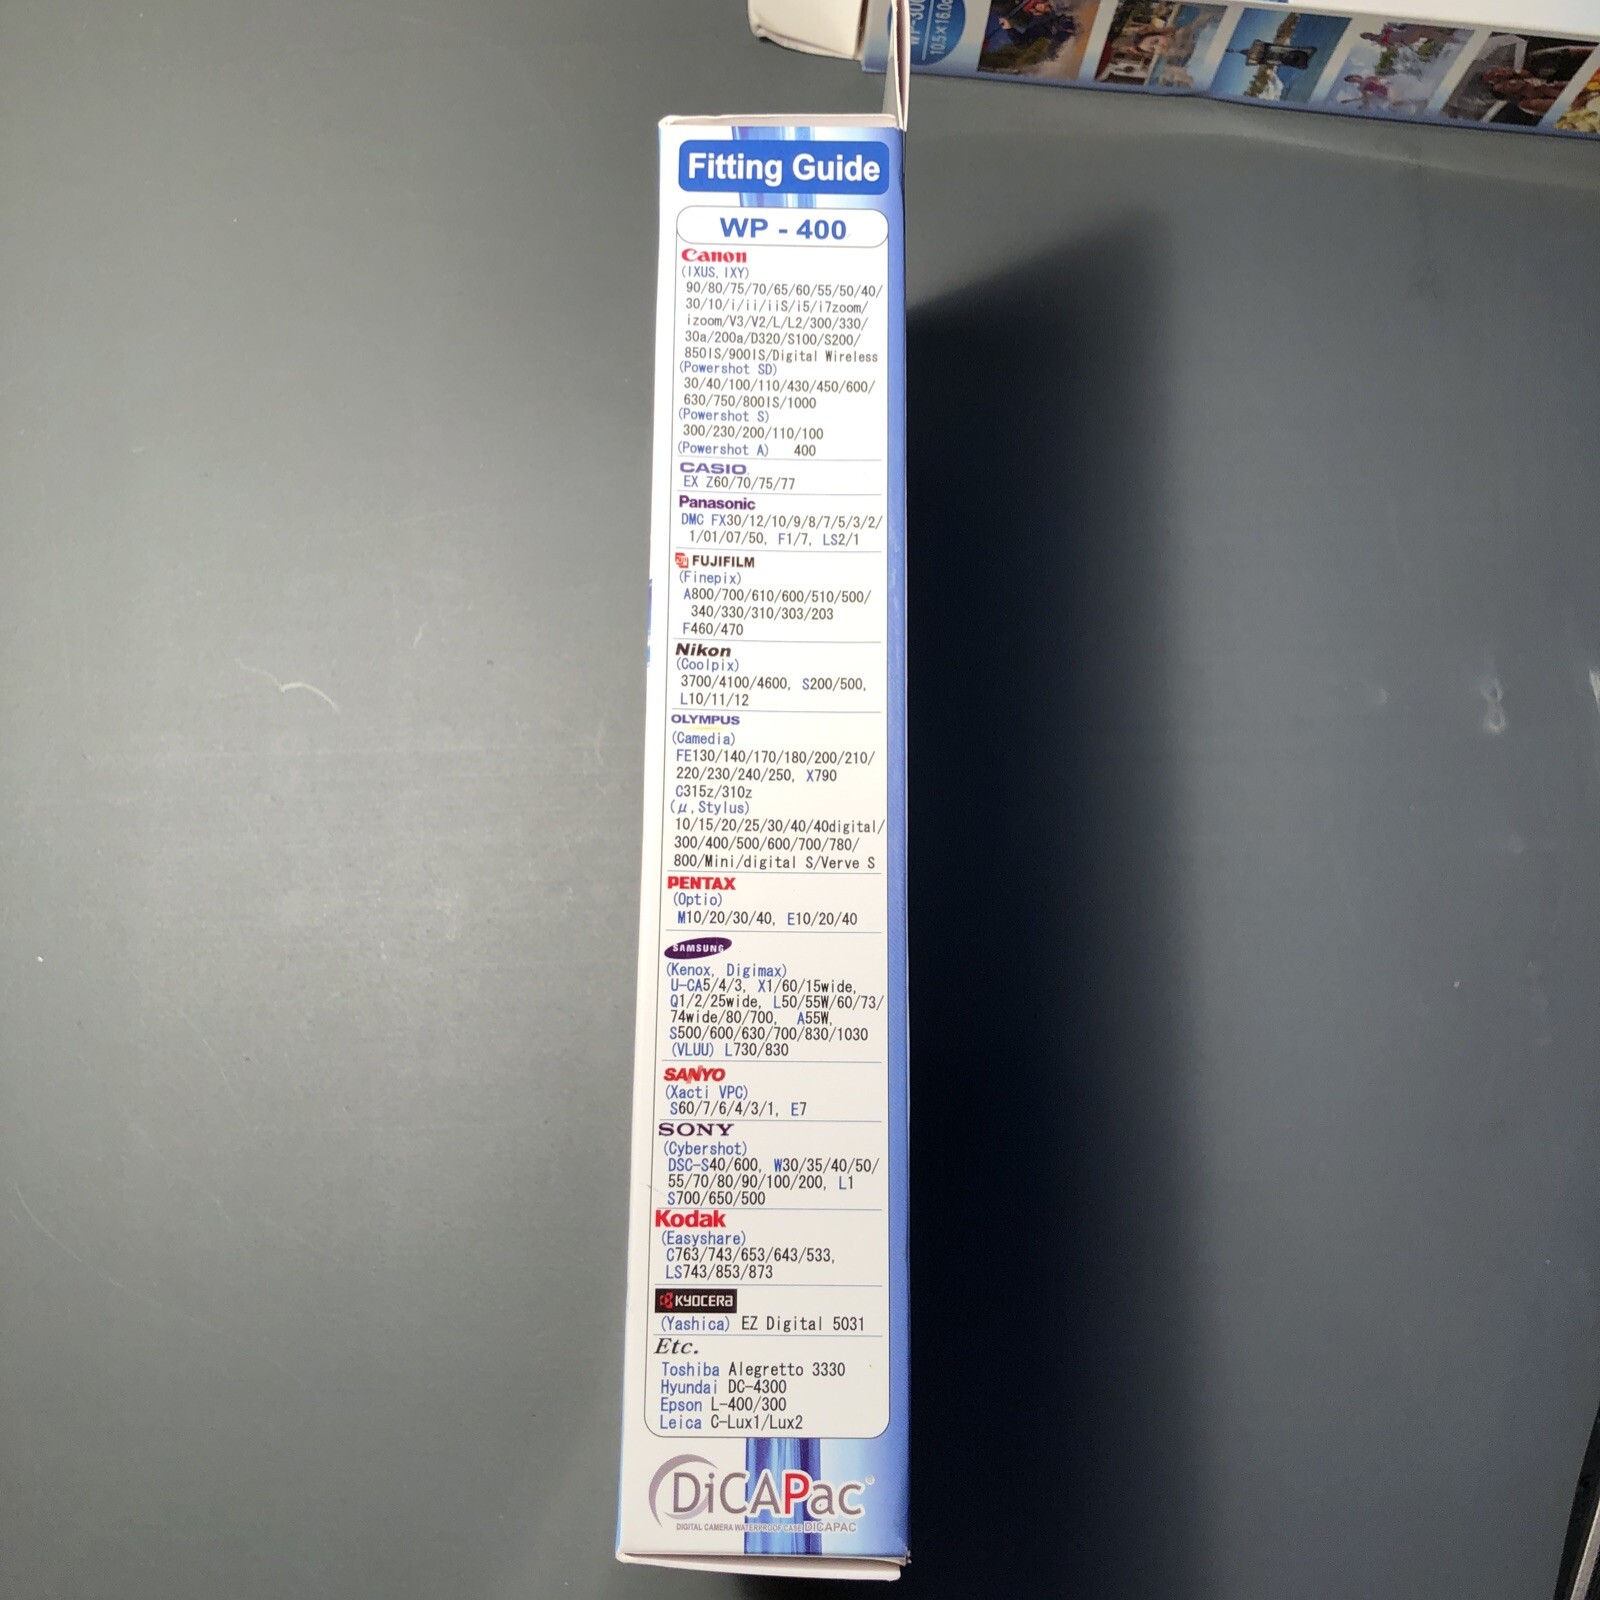 WP-30
10.5x16.0c
Fitting Guide
WP - 400
Canon
(IXUS, IXY)
90/80/75/70/65/60/55/50/40/
30/10/i/ii/iiS/i5/i7zoom/
izoom/V3/V2/L/L2/300/330/
30a/200a/D320/S100/S200/
850IS/900IS/Digital Wireless
(Powershot SD)
30/40/100/110/430/450/600/
630/750/800IS/1000
(Powershot S)
300/230/200/110/100
(Powershot A) 400
CASIO
EX Z60/70/75/77
Panasonic
DMC FX30/12/10/9/8/7/5/3/2/
1/01/07/50, F1/7, LS2/1
FUJIFILM
(Finepix)
A800/700/610/600/510/500/
340/330/310/303/203
F460/470
Nikon
(Coolpix)
3700/4100/4600, S200/500,
L10/11/12
OLYMPUS
(Camedia)
FE130/140/170/180/200/210/
220/230/240/250, X790
C315z/310z
(μ, Stylus)
10/15/20/25/30/40/40digital/
300/400/500/600/700/780/
800/Mini/digital S/Verve S
PENTAX
(Optio)
M10/20/30/40, E10/20/40
SAMSUNG
(Kenox, Digimax)
U-CA5/4/3, X1/60/15wide,
Q1/2/25wide, L50/55W/60/73/
74wide/80/700, A55W,
S500/600/630/700/830/1030
(VLUU) L730/830
SANYO
(Xacti VPC)
S60/7/6/4/3/1, E7
SONY
(Cybershot)
DSC-S40/600, W30/35/40/50/
55/70/80/90/100/200, L1
S700/650/500
Kodak
(Easyshare)
C763/743/653/643/533,
LS743/853/873
KYOCERA
(Yashica) EZ Digital 5031
Etc.
Toshiba Alegretto 3330
Hyundai DC-4300
Epson L-400/300
Leica C-Lux1/Lux2
DiCAPac®
DIGITAL CAMERA WATERPROOF CASE DICAPAC